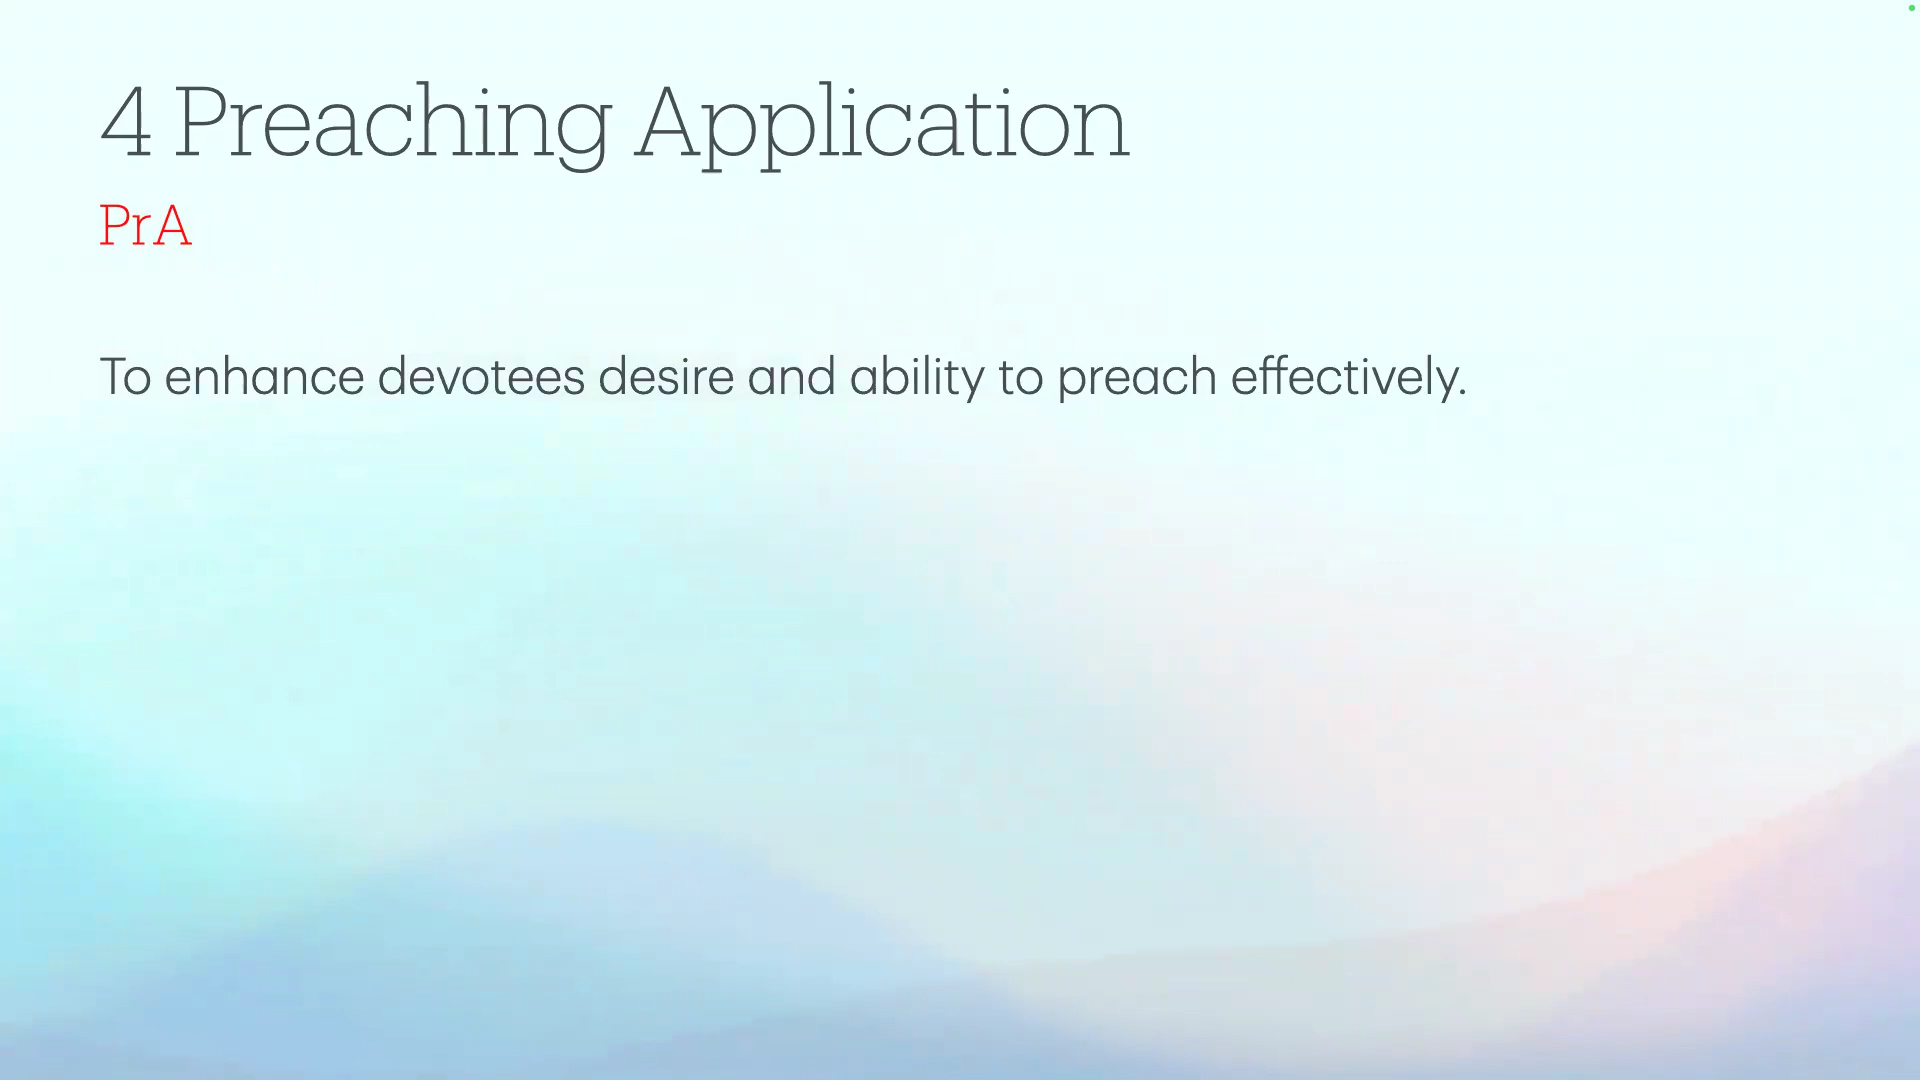 4 Preaching Application
PrA
To enhance devotees desire and ability to preach effectively.